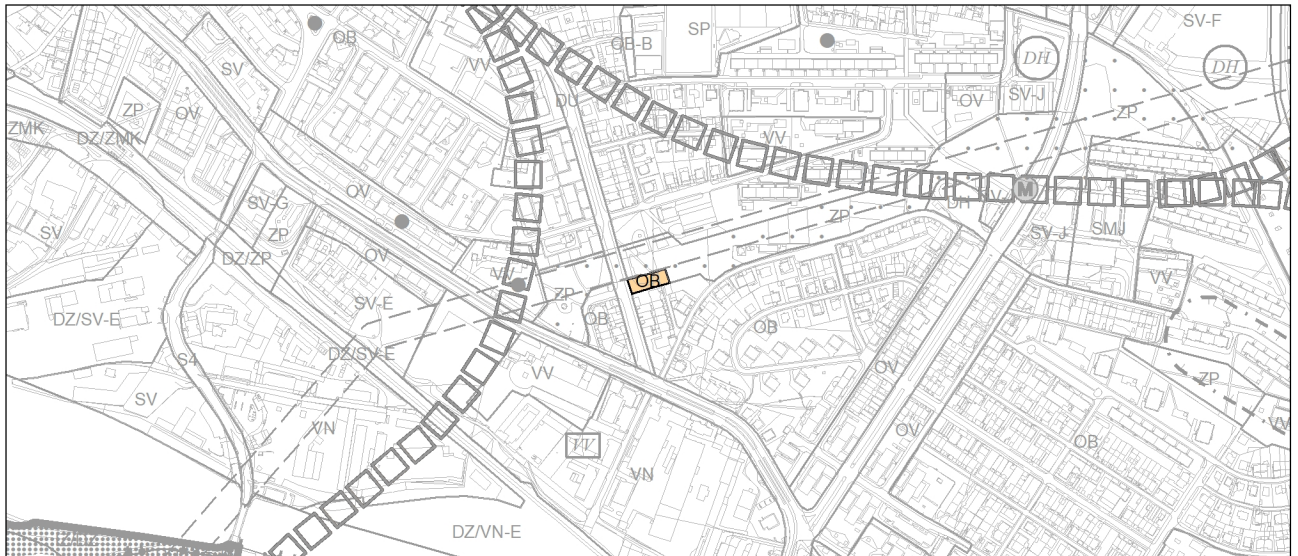 SV-F
SP
OB
OB-B
VV
SV
DH
DH
DU
OV
SV-J
ZP
ZP
OV
ZMK
DZ/ZMK
VV
OV
M
SV-G
ZP
ZP
SV-J
SMJ
SV
DZ/ZP
OV
VV
OB
VV
SV-E
ZP
OB
OB
DZ/SV-E
DZ/SV-E
S4
VV
OV
ZP
SV
VN
OV
OB
VV
VV
VN
DZ/VN-E